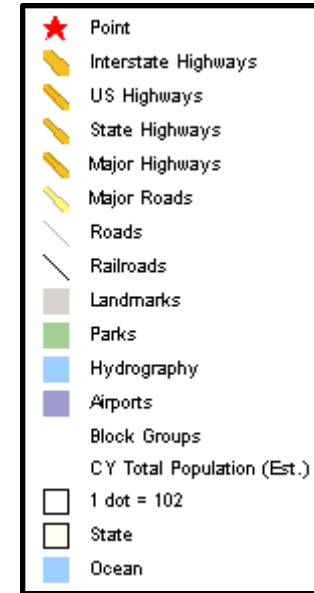 Point
Interstate Highways
US Highways
State Highways
Major Highways
Major Roads
Roads
Railroads
Landmarks
Parks
Hydrography
Airports
Block Groups
CY Total Population (Est.)
1 dot = 102
State
Ocean